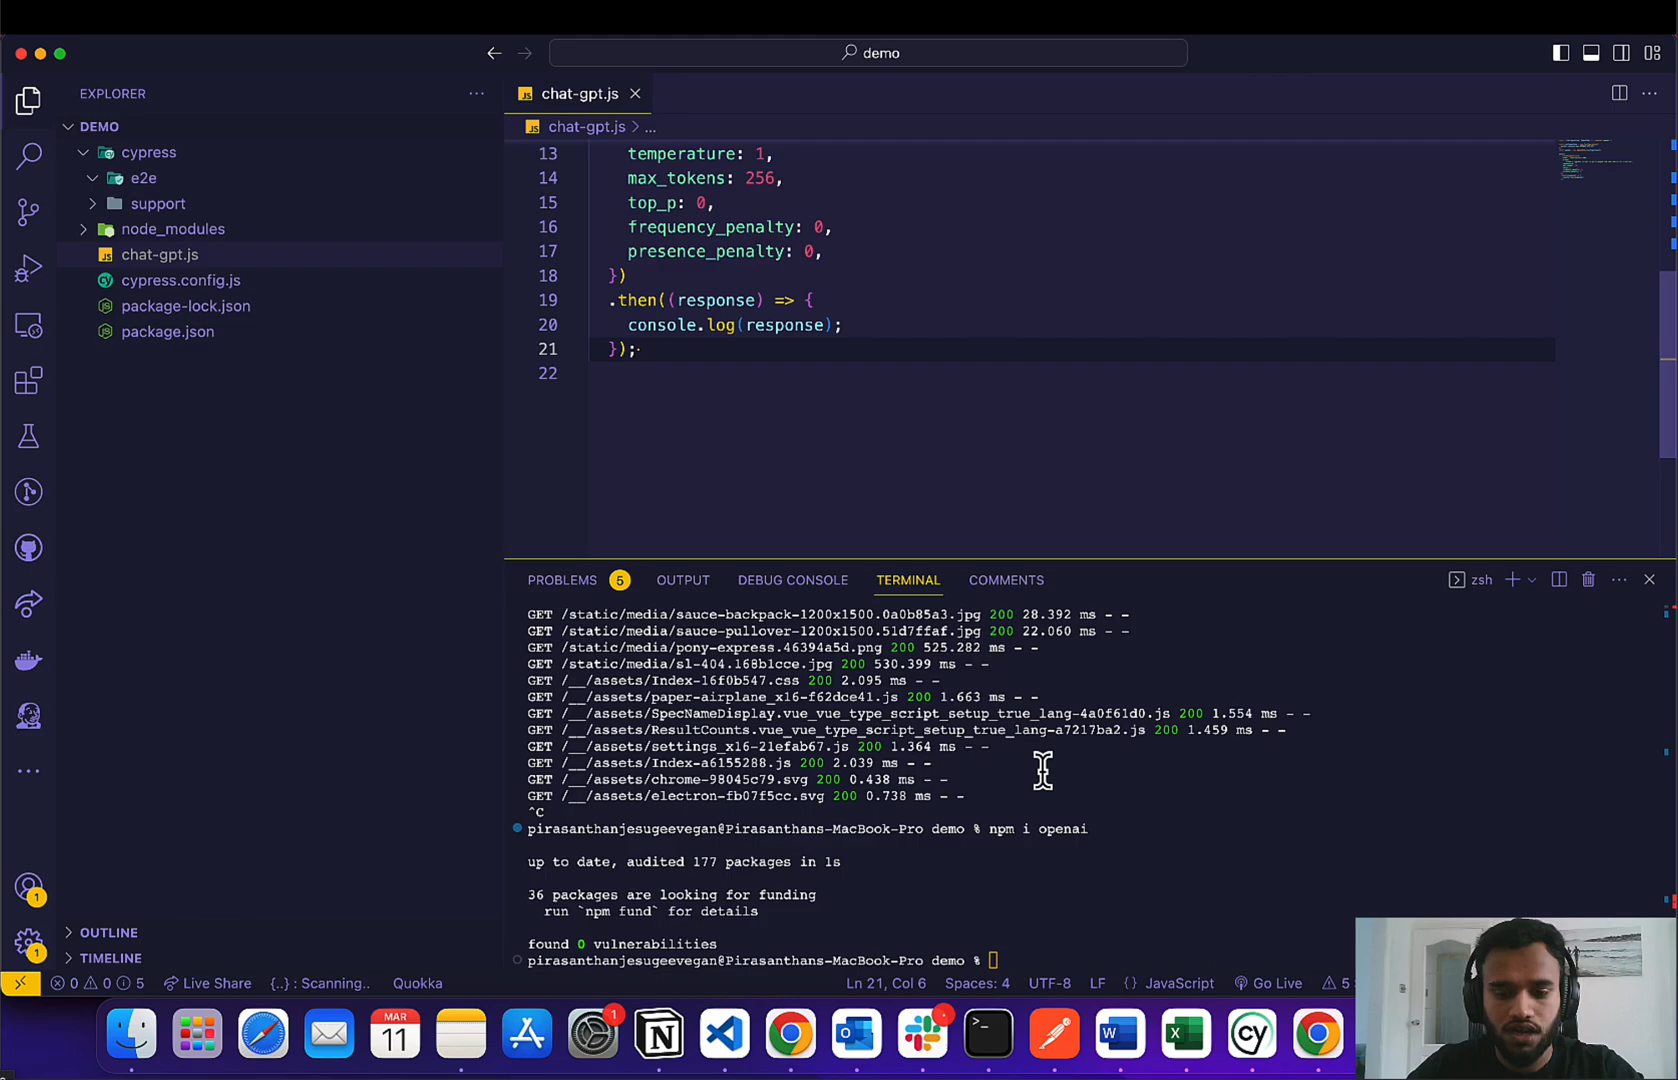 demo
EXPLORER
DEMO
cypress
e2e
support
node_modules
chat-gpt.js
cypress.config.js
package-lock.json
package.json
OUTLINE
TIMELINE
chat-gpt.js
chat-gpt.js > ...
13 temperature: 1,
14 max_tokens: 256,
15 top_p: 0,
16 frequency_penalty: 0,
17 presence_penalty: 0,
18 })
19 .then((response) => {
20 console.log(response);
21 });
22
PROBLEMS 5 OUTPUT DEBUG CONSOLE TERMINAL COMMENTS zsh
GET /static/media/sauce-backpack-1200x1500.0a0b85a3.jpg 200 28.392 ms - -
GET /static/media/sauce-pullover-1200x1500.51d7ffaf.jpg 200 22.060 ms - -
GET /static/media/pony-express.46394a5d.png 200 525.282 ms - -
GET /static/media/sl-404.168b1cce.jpg 200 530.399 ms - -
GET /__/assets/Index-16f0b547.css 200 2.095 ms - -
GET /__/assets/paper-airplane_x16-f62dce41.js 200 1.663 ms - -
GET /__/assets/SpecNameDisplay.vue_vue_type_script_setup_true_lang-4a0f61d0.js 200 1.554 ms - -
GET /__/assets/ResultCounts.vue_vue_type_script_setup_true_lang-a7217ba2.js 200 1.459 ms - -
GET /__/assets/settings_x16-21efab67.js 200 1.364 ms - -
GET /__/assets/Index-a6155288.js 200 2.039 ms - -
GET /__/assets/chrome-98045c79.svg 200 0.438 ms - -
GET /__/assets/electron-fb07f5cc.svg 200 0.738 ms - -
^C
pirasanthanjesugeevegan@Pirasanthans-MacBook-Pro demo % npm i openai
up to date, audited 177 packages in 1s
36 packages are looking for funding
run `npm fund` for details
found 0 vulnerabilities
pirasanthanjesugeevegan@Pirasanthans-MacBook-Pro demo %
1
1
0 0 5 Live Share {..} : Scanning.. Quokka Ln 21, Col 6 Spaces: 4 UTF-8 LF {} JavaScript Go Live 5
MAR
11
1
W
X
cy